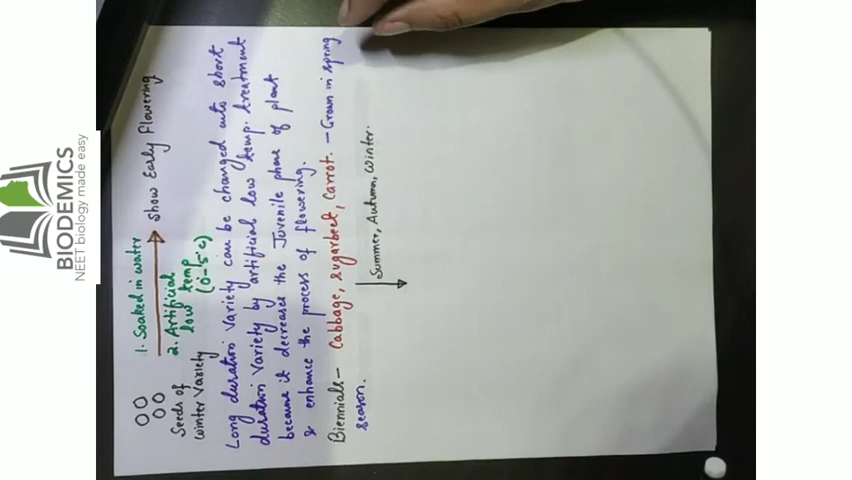 BIODEMICS
NEET biology made easy
1. Soaked in water
2. Artificial
low temp
(0-5°c)
Show Early Flowering
Seeds of
winter variety
Long duration variety can be changed into short
duration variety by artificial low temp. treatment
because it decreases the Juvenile phase of plant
& enhance the process of flowering.
Biennials- Cabbage, sugarbeet, Carrot. - Grown in spring
season.
Summer, Autumn, winter.